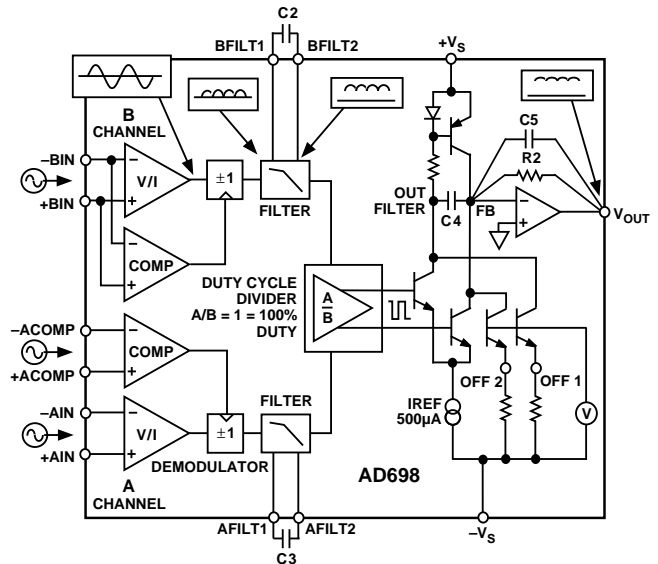 C2
BFILT1 BFILT2
+VS
B
CHANNEL
C5
R2
–BIN
+BIN
V/I
–
+
±1
FILTER
OUT
FILTER
C4
FB
–
+
VOUT
COMP
–
+
DUTY CYCLE
DIVIDER
A/B = 1 = 100%
DUTY
A
B
–ACOMP
+ACOMP
–
+
COMP
FILTER
OFF 2
OFF 1
IREF
500µA
V
–AIN
+AIN
–
+
V/I
±1
DEMODULATOR
A
CHANNEL
AD698
AFILT1 AFILT2
C3
–VS